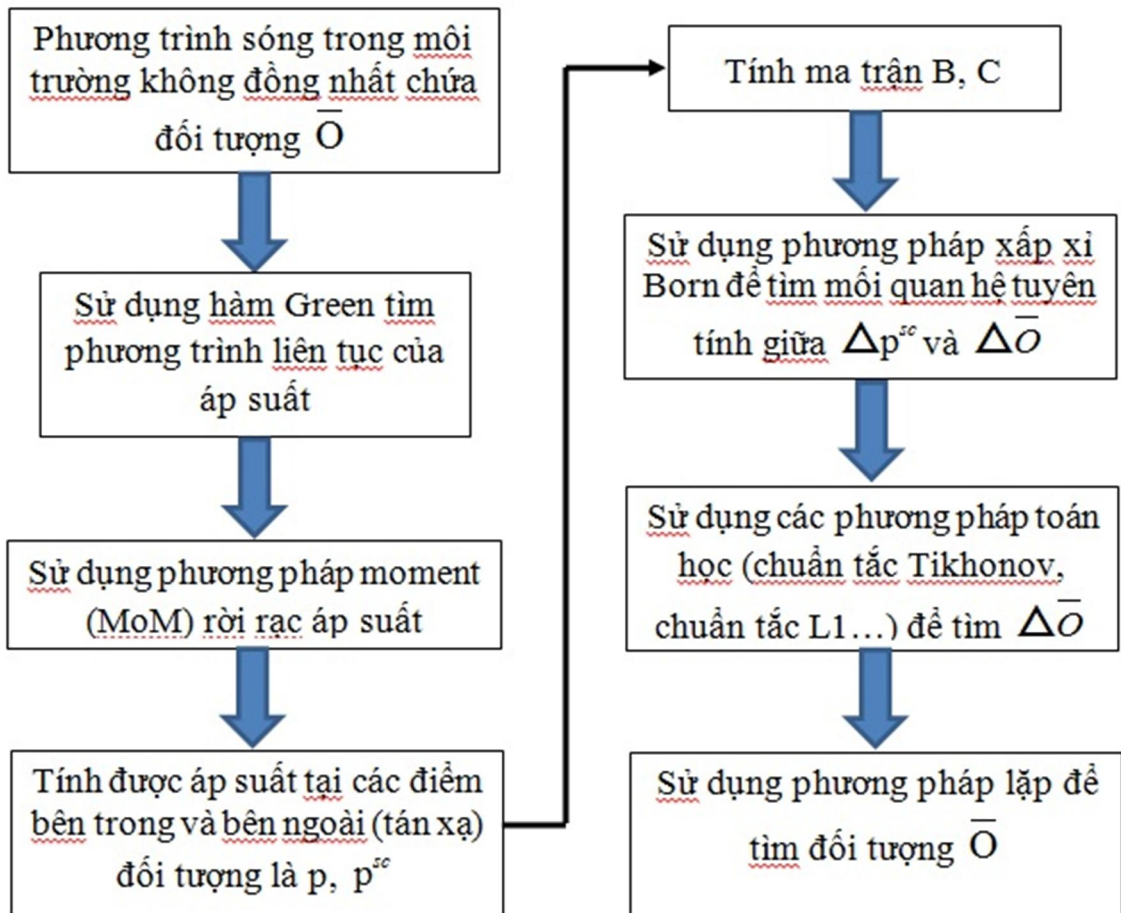 Phương trình sóng trong môi
trường không đồng nhất chứa
đối tượng O̅
Sử dụng hàm Green tìm
phương trình liên tục của
áp suất
Sử dụng phương pháp moment
(MoM) rời rạc áp suất
Tính được áp suất tại các điểm
bên trong và bên ngoài (tán xạ)
đối tượng là p, p^sc
Tính ma trận B, C
Sử dụng phương pháp xấp xỉ
Born để tìm mối quan hệ tuyên
tính giữa Δp^sc và ΔO̅
Sử dụng các phương pháp toán
học (chuẩn tắc Tikhonov,
chuẩn tắc L1…) để tìm ΔO̅
Sử dụng phương pháp lặp để
tìm đối tượng O̅